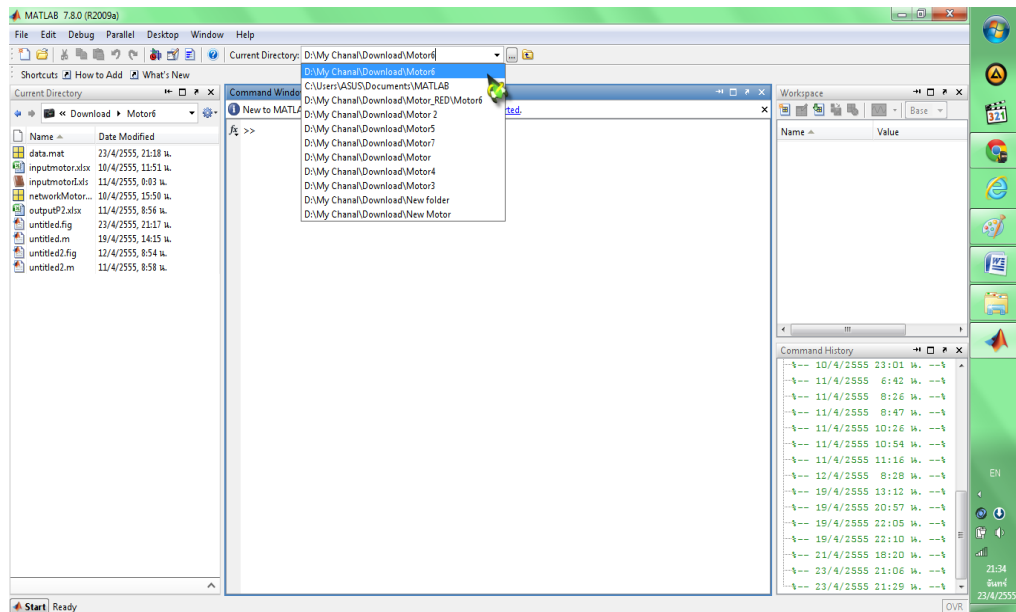 MATLAB 7.8.0 (R2009a)
File Edit Debug Parallel Desktop Window Help
Current Directory: D:\My Chanal\Download\Motor6
Shortcuts How to Add What's New
Current Directory
« Download Motor6
Name Date Modified
data.mat 23/4/2555, 21:18 น.
inputmotor.xlsx 10/4/2555, 11:51 น.
inputmotorI.xls 11/4/2555, 0:03 น.
networkMotor... 10/4/2555, 15:50 น.
outputP2.xlsx 11/4/2555, 8:56 น.
untitled.fig 23/4/2555, 21:17 น.
untitled.m 19/4/2555, 14:15 น.
untitled2.fig 12/4/2555, 8:54 น.
untitled2.m 11/4/2555, 8:58 น.
D:\My Chanal\Download\Motor6
C:\Users\ASUS\Documents\MATLAB
D:\My Chanal\Download\Motor_RED\Motor6
D:\My Chanal\Download\Motor 2
D:\My Chanal\Download\Motor5
D:\My Chanal\Download\Motor7
D:\My Chanal\Download\Motor
D:\My Chanal\Download\Motor4
D:\My Chanal\Download\Motor3
D:\My Chanal\Download\New folder
D:\My Chanal\Download\New Motor
Command Windo
New to MATLA ted.
fx >>
Workspace
Base
Name Value
Command History
%-- 10/4/2555 23:01 น. --%
%-- 11/4/2555 6:42 น. --%
%-- 11/4/2555 8:26 น. --%
%-- 11/4/2555 8:47 น. --%
%-- 11/4/2555 10:26 น. --%
%-- 11/4/2555 10:54 น. --%
%-- 11/4/2555 11:16 น. --%
%-- 12/4/2555 8:28 น. --%
%-- 19/4/2555 13:12 น. --%
%-- 19/4/2555 20:57 น. --%
%-- 19/4/2555 22:05 น. --%
%-- 19/4/2555 22:10 น. --%
%-- 21/4/2555 18:20 น. --%
%-- 23/4/2555 21:06 น. --%
%-- 23/4/2555 21:29 น. --%
Start Ready
OVR
321
EN
21:34
จันทร์
23/4/2555